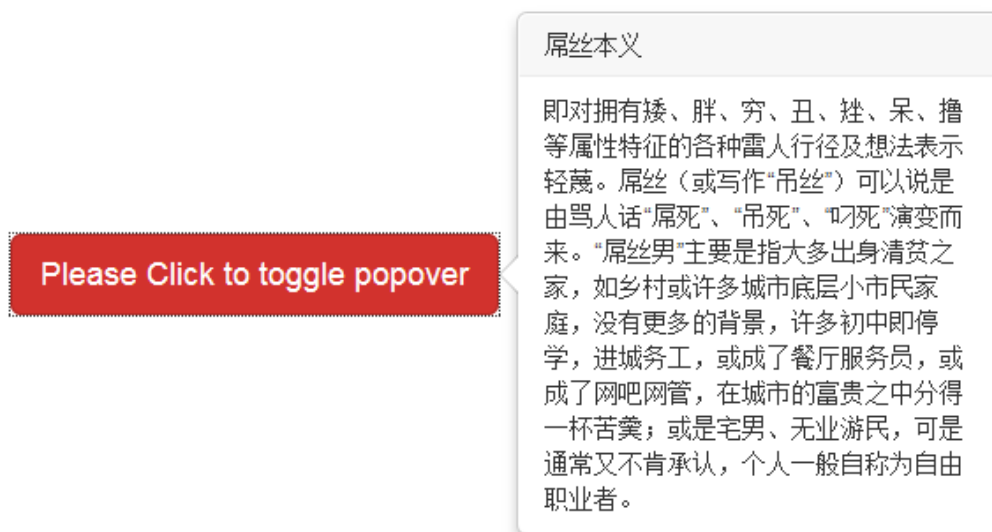 屌丝本义
即对拥有矮、胖、穷、丑、矬、呆、撸
等属性特征的各种雷人行径及想法表示
轻蔑。屌丝（或写作“吊丝”）可以说是
由骂人话“屌死”、“吊死”、“叼死”演变而
来。“屌丝男”主要是指大多出身清贫之
家，如乡村或许多城市底层小市民家
庭，没有更多的背景，许多初中即停
学，进城务工，或成了餐厅服务员，或
成了网吧网管，在城市的富贵之中分得
一杯苦羹；或是宅男、无业游民，可是
通常又不肯承认，个人一般自称为自由
职业者。
Please Click to toggle popover